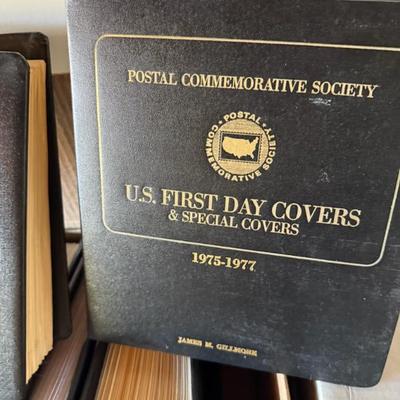 POSTAL COMMEMORATIVE SOCIETY
POSTAL
COMMEMORATIVE SOCIETY
U.S. FIRST DAY COVERS
& SPECIAL COVERS
1975-1977
JAMES M. GILLMORE